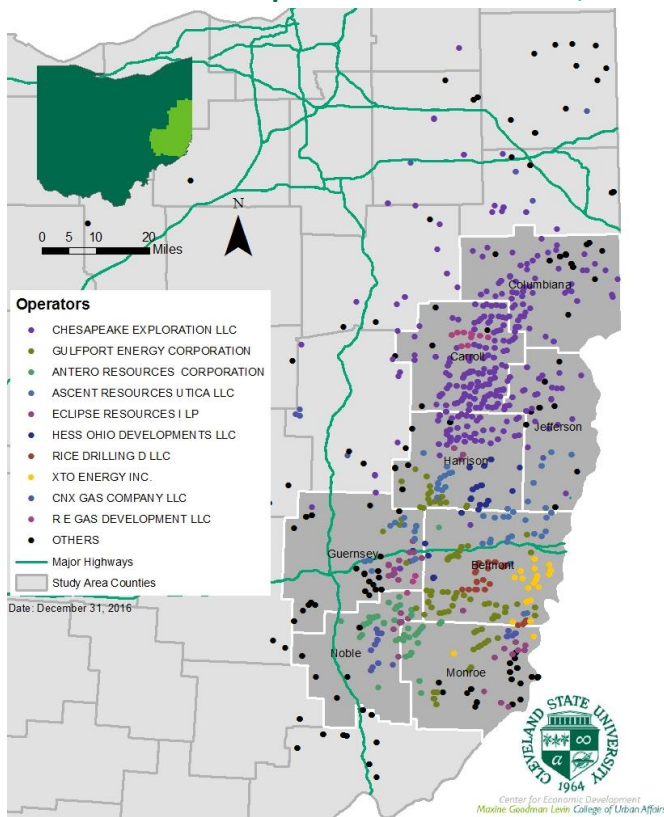 N
0 5 10 20
Miles
Operators
CHESAPEAKE EXPLORATION LLC
GULFPORT ENERGY CORPORATION
ANTERO RESOURCES CORPORATION
ASCENT RESOURCES UTICA LLC
ECLIPSE RESOURCES I LP
HESS OHIO DEVELOPMENTS LLC
RICE DRILLING D LLC
XTO ENERGY INC.
CNX GAS COMPANY LLC
R E GAS DEVELOPMENT LLC
OTHERS
Major Highways
Study Area Counties
Date: December 31, 2016
Columbiana
Carroll
Jefferson
Harrison
Guernsey
Belmont
Noble
Monroe
CLEVELAND STATE UNIVERSITY
α
∞
1964
Center for Economic Development
Maxine Goodman Levin College of Urban Affairs